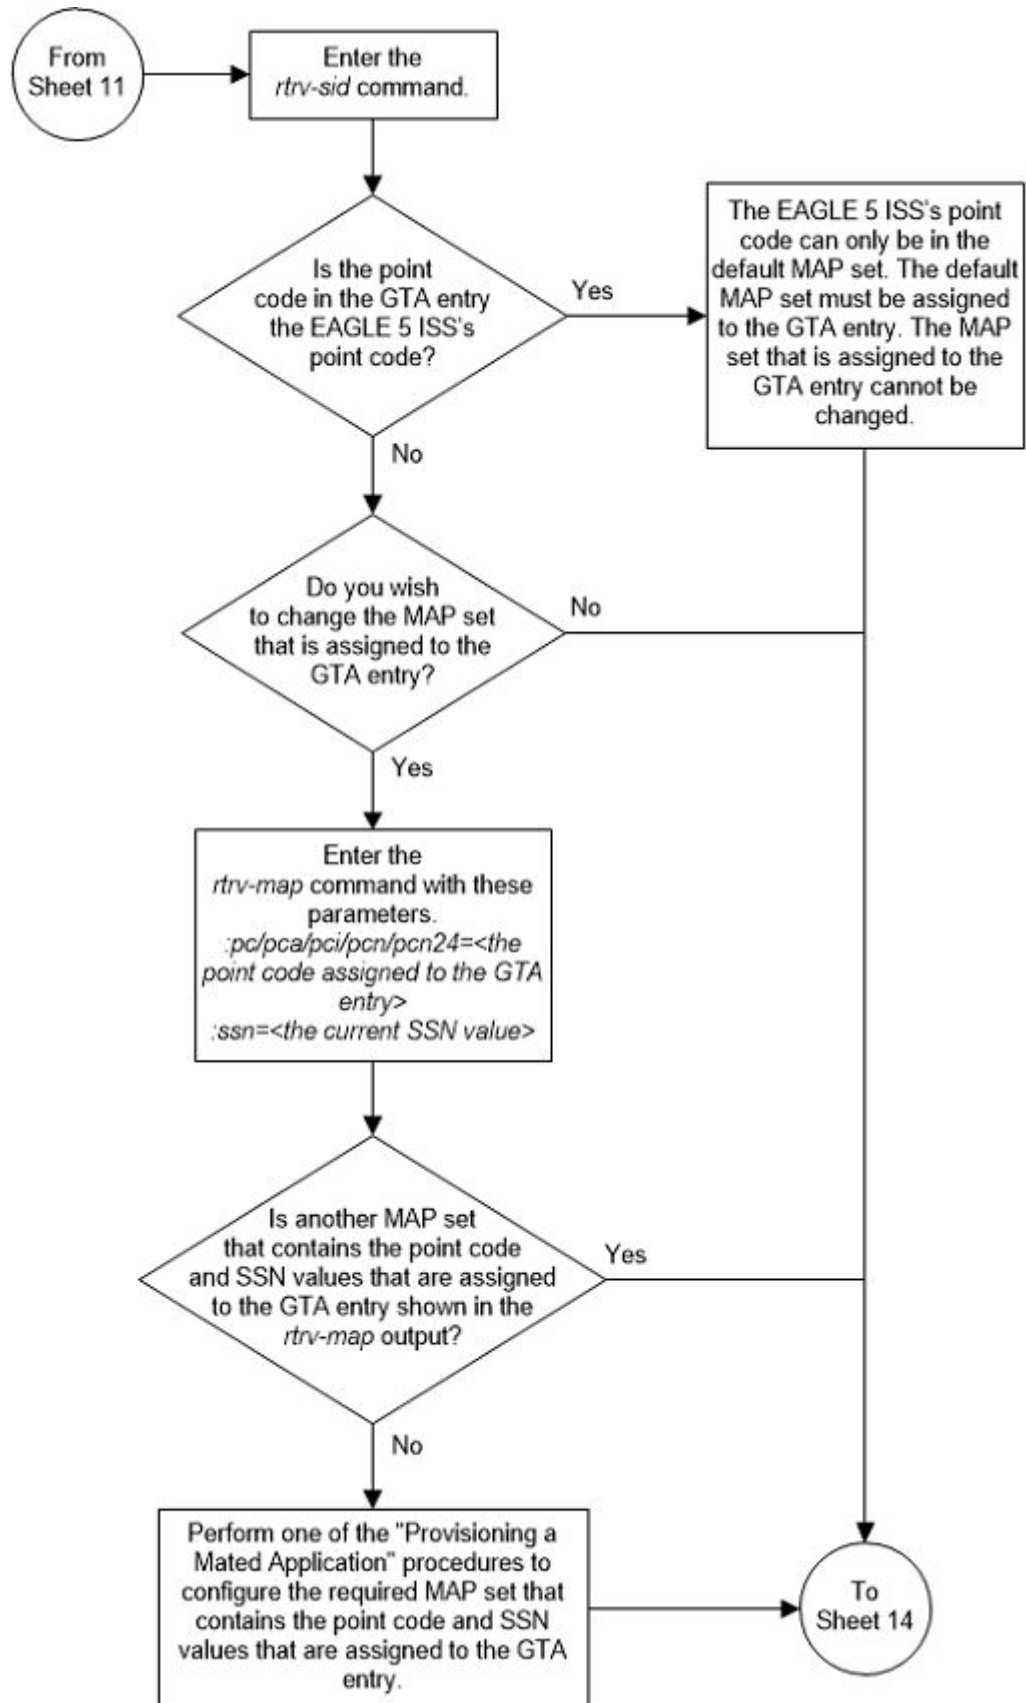 From
Sheet 11
Enter the
rtrv-sid command.
Is the point
code in the GTA entry
the EAGLE 5 ISS's
point code?
Yes
The EAGLE 5 ISS's point
code can only be in the
default MAP set. The default
MAP set must be assigned
to the GTA entry. The MAP
set that is assigned to the
GTA entry cannot be
changed.
No
Do you wish
to change the MAP set
that is assigned to the
GTA entry?
No
Yes
Enter the
rtrv-map command with these
parameters.
:pc/pca/pci/pcn/pcn24=<the
point code assigned to the GTA
entry>
:ssn=<the current SSN value>
Is another MAP set
that contains the point code
and SSN values that are assigned
to the GTA entry shown in the
rtrv-map output?
Yes
No
Perform one of the "Provisioning a
Mated Application" procedures to
configure the required MAP set that
contains the point code and SSN
values that are assigned to the GTA
entry.
To
Sheet 14